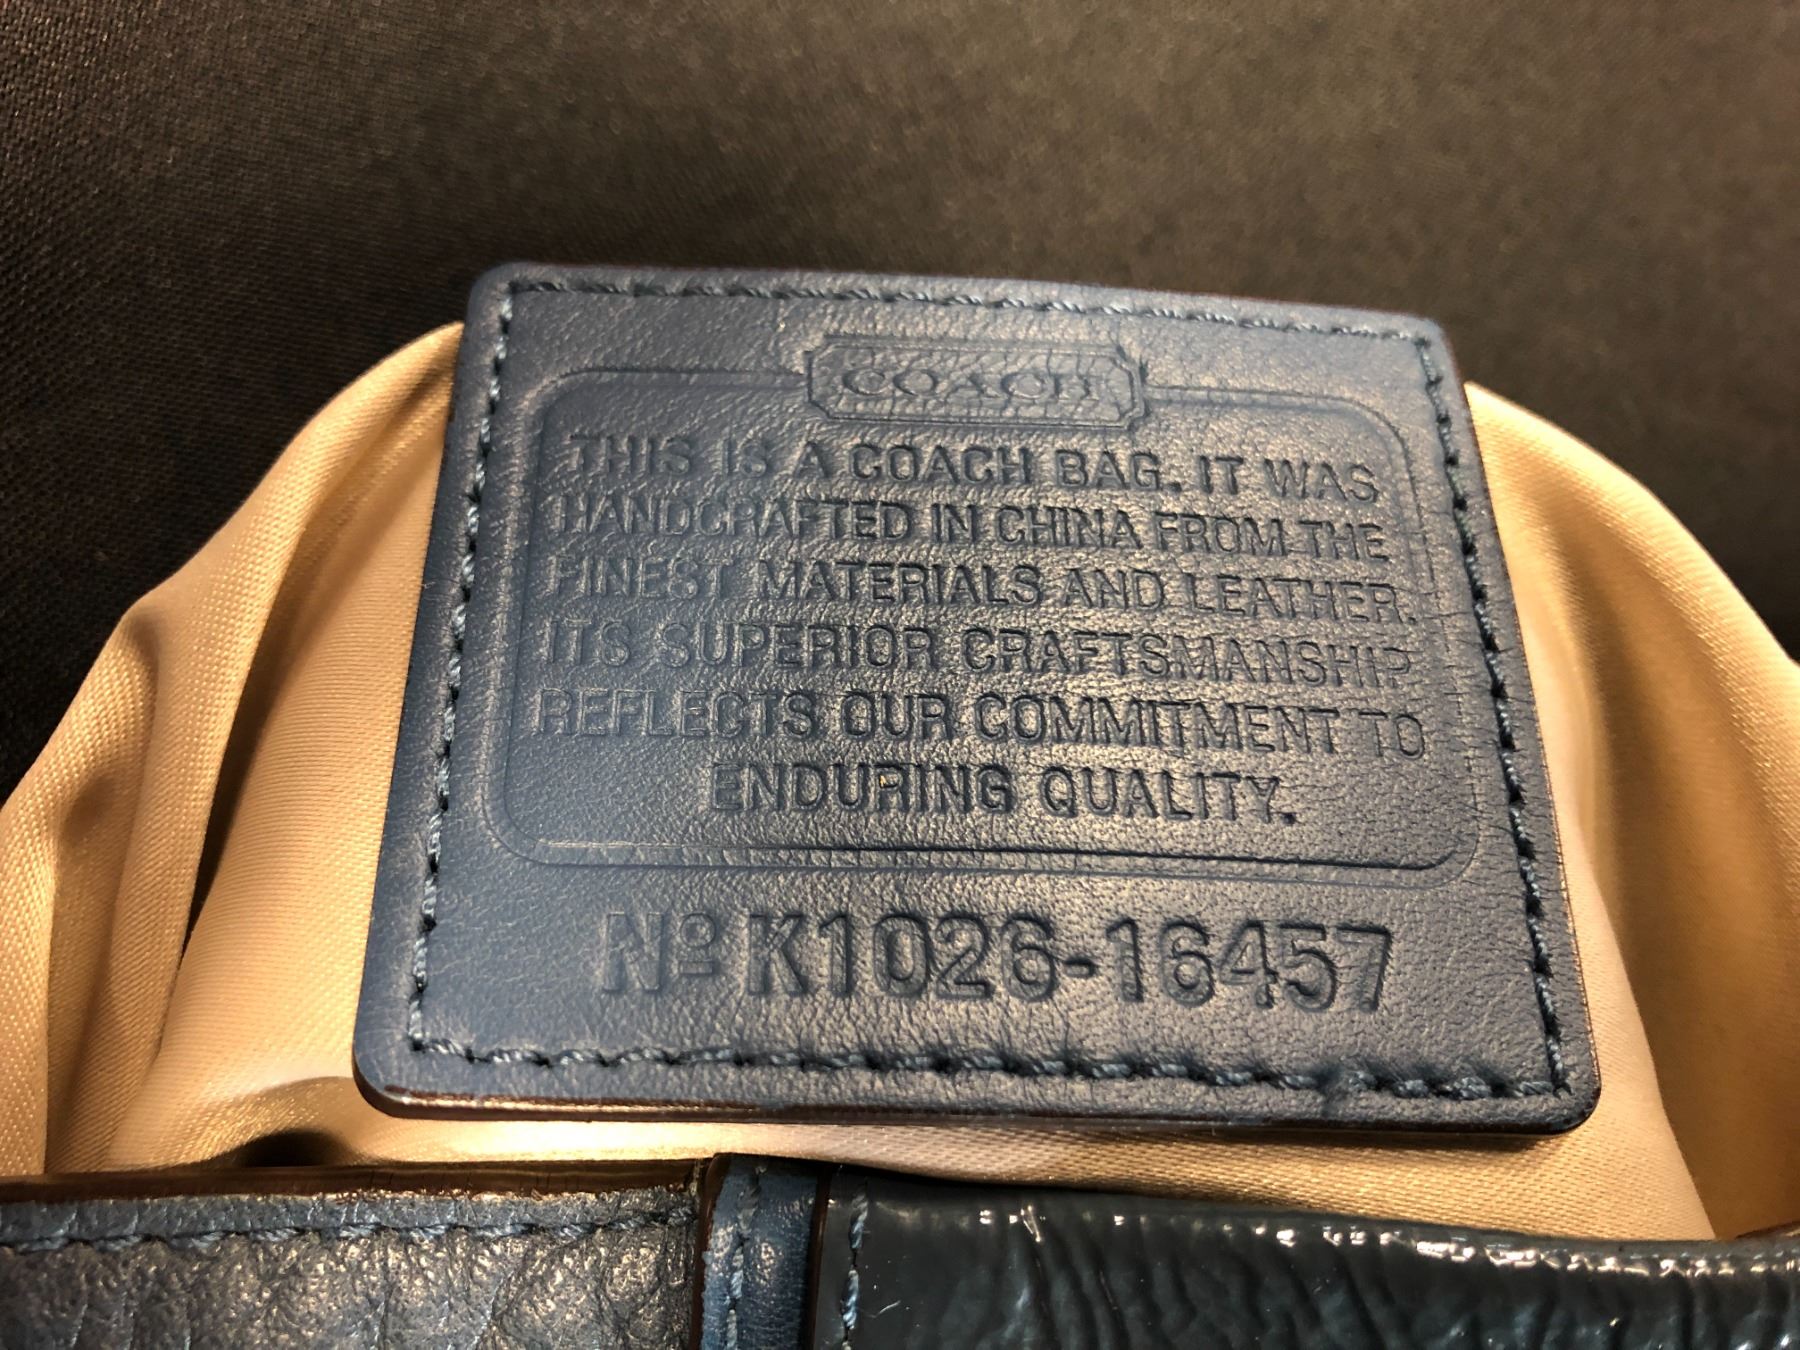 COACH
THIS IS A COACH BAG. IT WAS
HANDCRAFTED IN CHINA FROM THE
FINEST MATERIALS AND LEATHER.
ITS SUPERIOR CRAFTSMANSHIP
REFLECTS OUR COMMITMENT TO
ENDURING QUALITY.
Nº K1026-16457